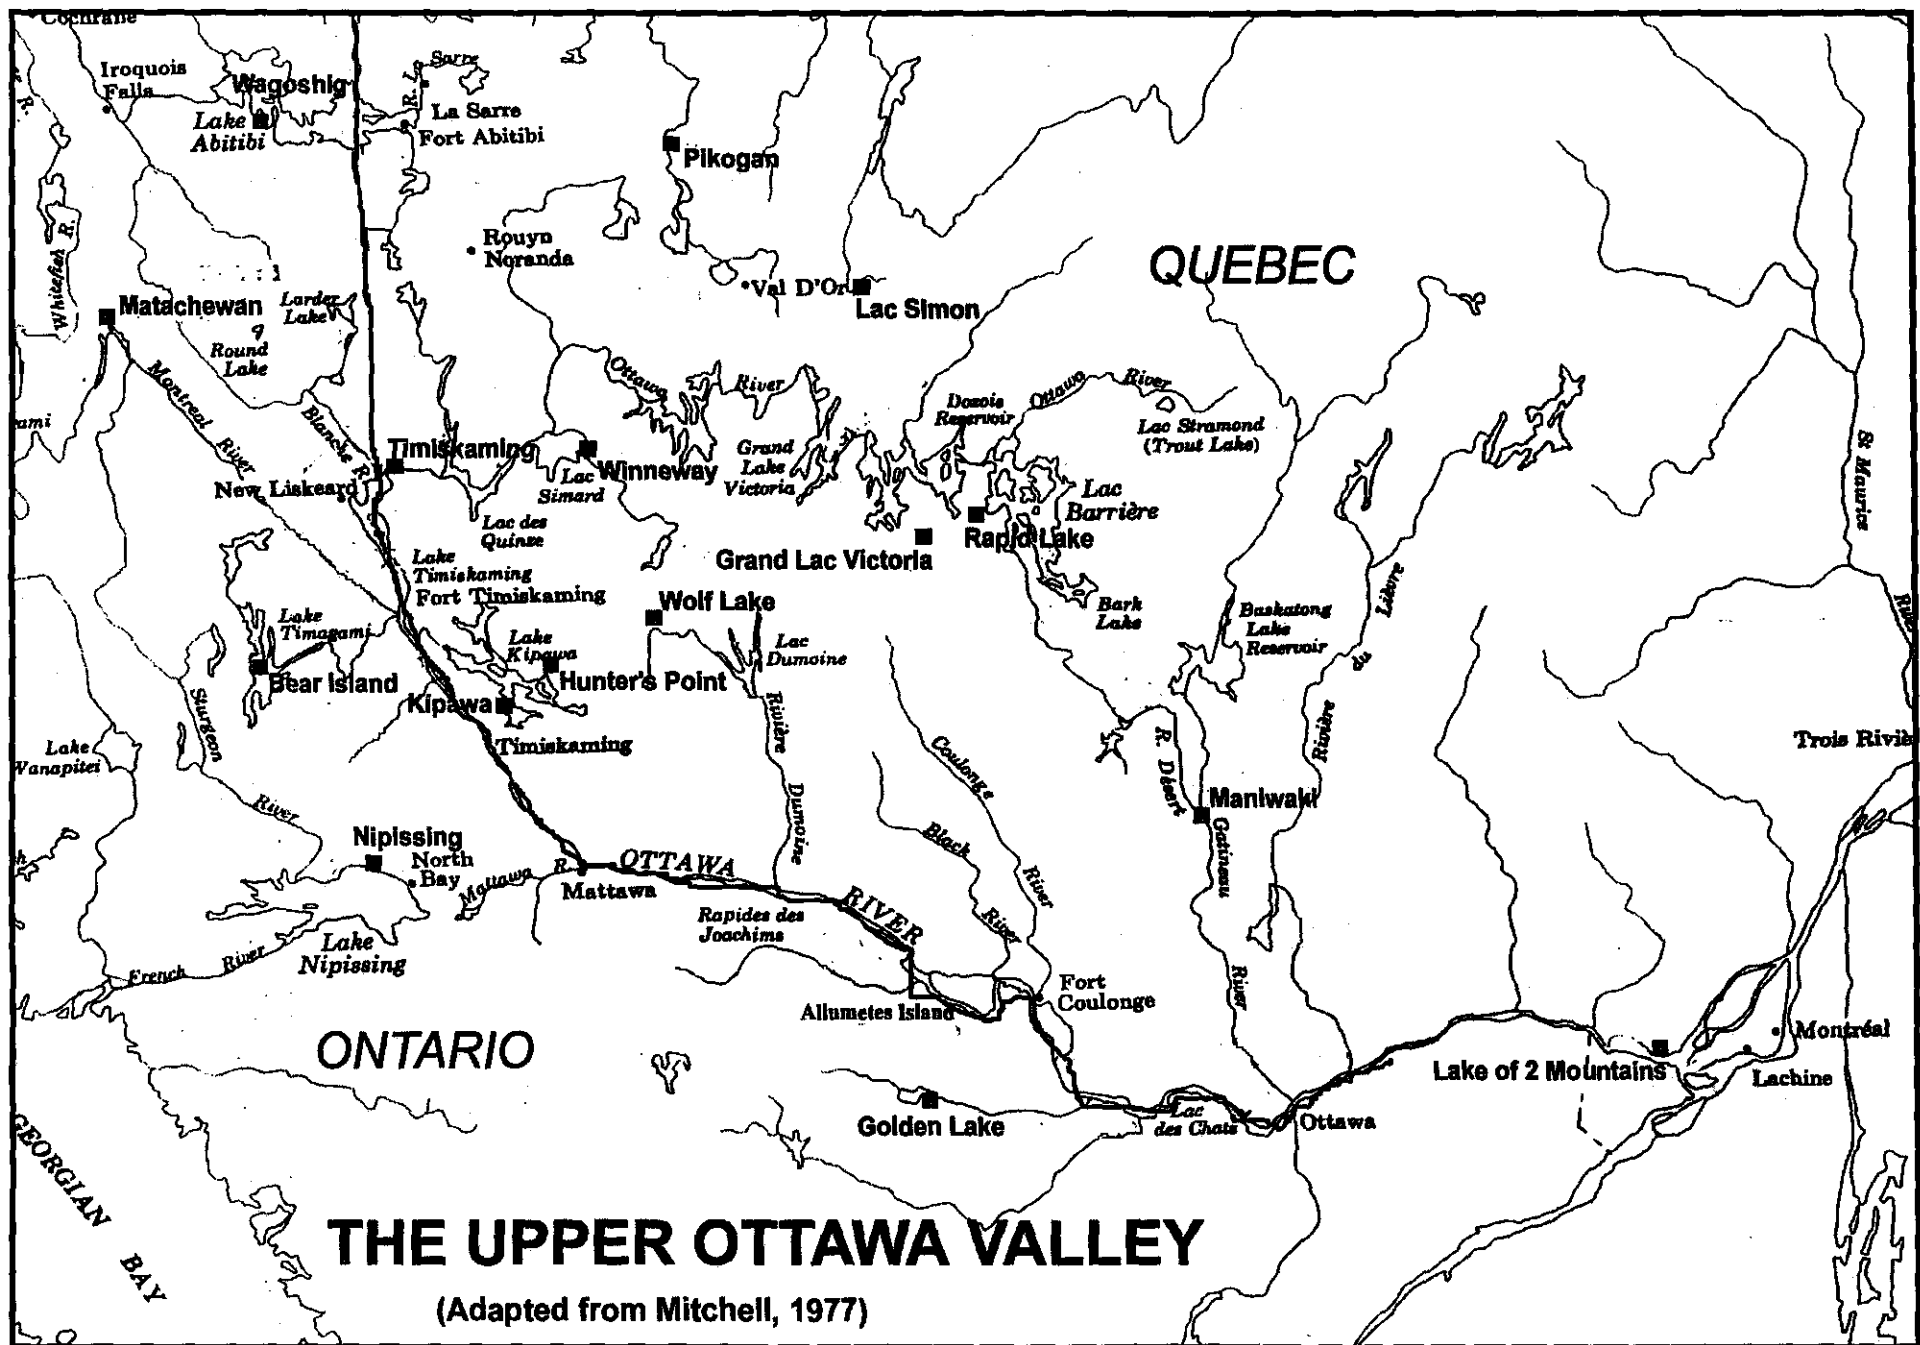 Cochrane
Iroquois
Falls
Wagoshig
Lake
Abitibi
R. L.
Sarre
La Sarre
Fort Abitibi
Pikogan
Rouyn
Noranda
Val D'Or
Lac Simon
QUEBEC
Whitefish R.
Matachewan
Larder
Lake
Round
Lake
Montreal
River
Blanche R.
Ottawa
River
Dozois
Reservoir
Ottawa
River
Lac Stramond
(Trout Lake)
Timiskaming
Winneway
New Liskeard
Lac
Simard
Grand
Lake
Victoria
Lac des
Quinze
Lac
Barrière
Grand Lac Victoria
Rapid Lake
St Maurice
Lake
Timiskaming
Fort Timiskaming
Wolf Lake
Lake
Timagami
Lake
Kipawa
Lac
Dumoine
Bark
Lake
Baskatong
Lake
Reservoir
Rivière
du
Lièvre
Bear Island
Hunter's Point
Kipawa
Timiskaming
Sturgeon
River
Lake
Wanapitei
Rivière
Dumoine
Coulonge
River
Black
River
R. Désert
Maniwaki
Gatineau
River
Trois Riviè
Nipissing
North
Bay
Mattawa
R.
Mattawa
OTTAWA
RIVER
Rapides des
Joachims
French
River
Lake
Nipissing
Allumetes Island
Fort
Coulonge
ONTARIO
Golden Lake
Lac
des Chats
Ottawa
Lake of 2 Mountains
Montréal
Lachine
GEORGIAN
BAY
THE UPPER OTTAWA VALLEY
(Adapted from Mitchell, 1977)